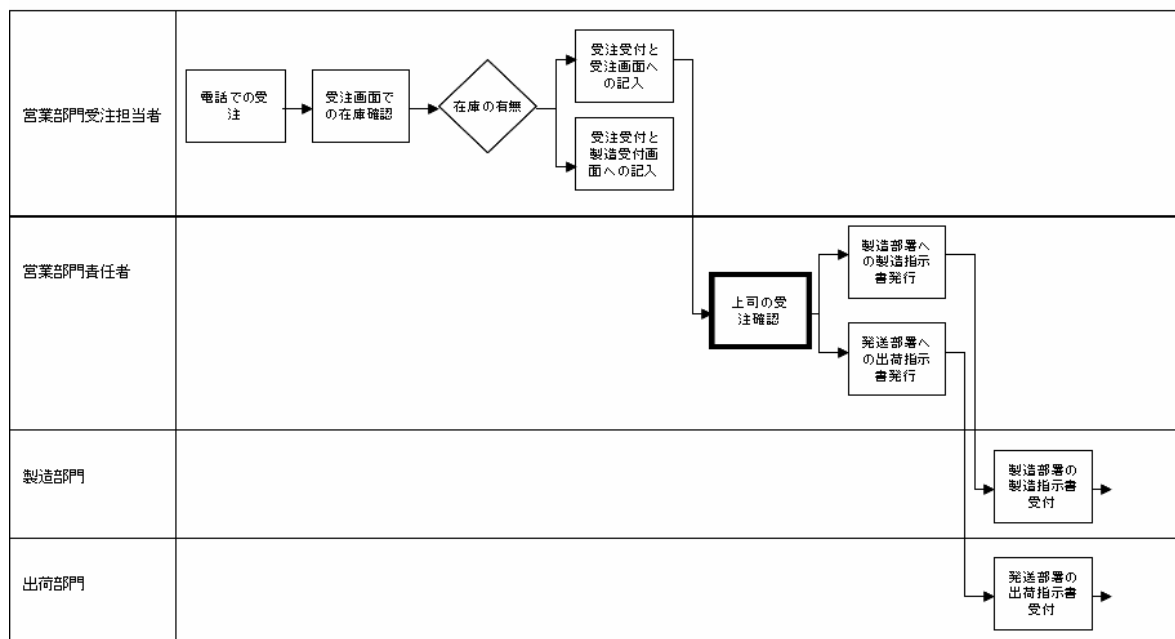 営業部門受注担当者
電話での受
注
受注画面で
の在庫確認
在庫の有無
受注受付と
受注画面へ
の記入
受注受付と
製造受付画
面への記入
営業部門責任者
上司の受
注確認
製造部署へ
の製造指示
書発行
発送部署へ
の出荷指示
書発行
製造部門
製造部署の
製造指示書
受付
出荷部門
発送部署の
出荷指示書
受付